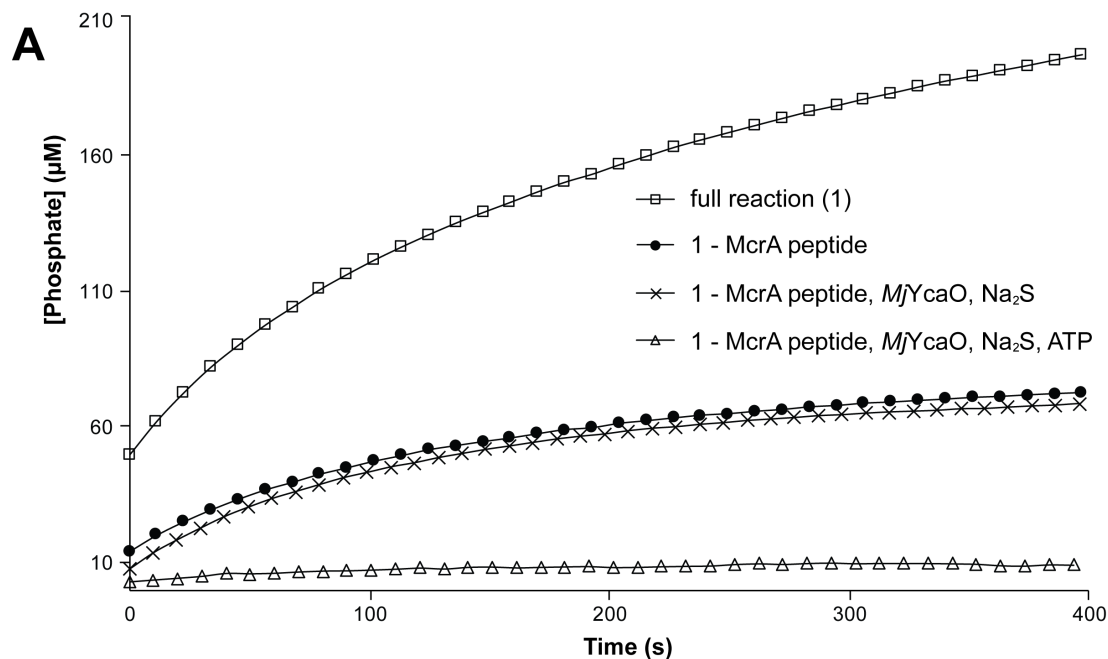 A
210
160
110
60
10
[Phosphate] (µM)
full reaction (1)
1 - McrA peptide
1 - McrA peptide, MjYcaO, Na₂S
1 - McrA peptide, MjYcaO, Na₂S, ATP
0 100 200 300 400
Time (s)